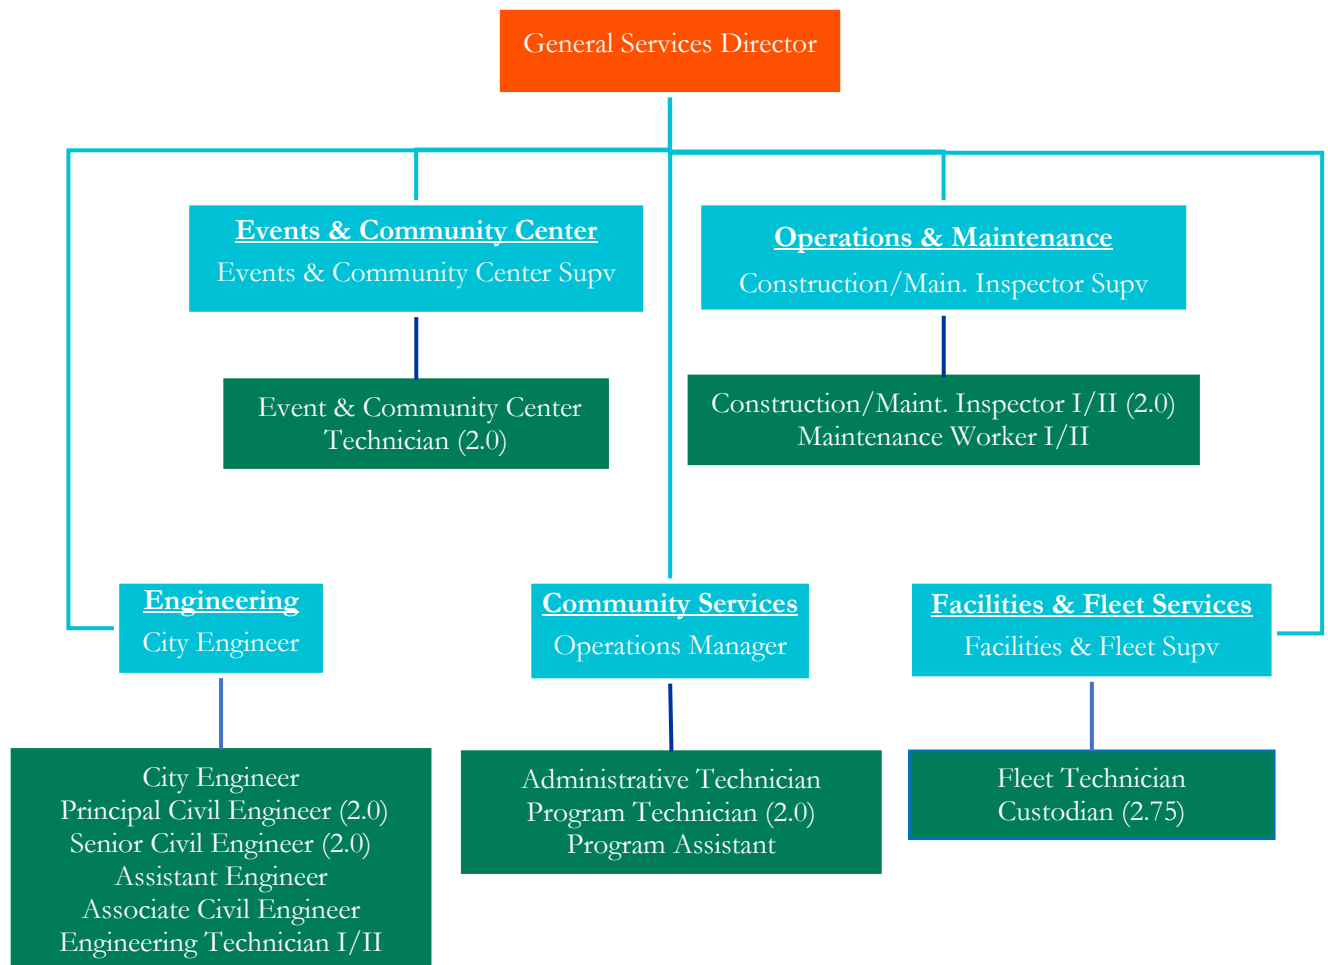 General Services Director
Events & Community Center
Events & Community Center Supv
Operations & Maintenance
Construction/Main. Inspector Supv
Event & Community Center
Technician (2.0)
Construction/Maint. Inspector I/II (2.0)
Maintenance Worker I/II
Engineering
City Engineer
Community Services
Operations Manager
Facilities & Fleet Services
Facilities & Fleet Supv
City Engineer
Principal Civil Engineer (2.0)
Senior Civil Engineer (2.0)
Assistant Engineer
Associate Civil Engineer
Engineering Technician I/II
Administrative Technician
Program Technician (2.0)
Program Assistant
Fleet Technician
Custodian (2.75)